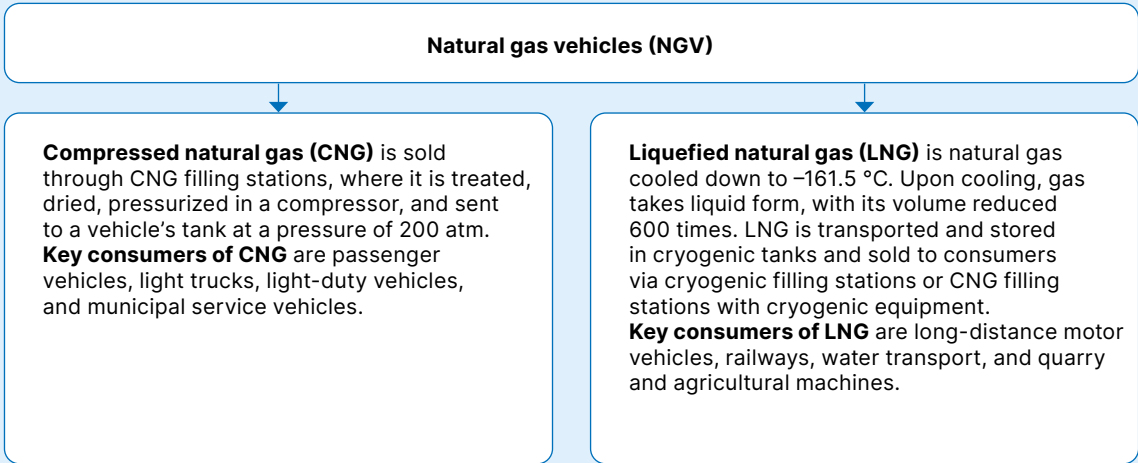 Natural gas vehicles (NGV)
Compressed natural gas (CNG) is sold
through CNG filling stations, where it is treated,
dried, pressurized in a compressor, and sent
to a vehicle’s tank at a pressure of 200 atm.
Key consumers of CNG are passenger
vehicles, light trucks, light-duty vehicles,
and municipal service vehicles.
Liquefied natural gas (LNG) is natural gas
cooled down to –161.5 °C. Upon cooling, gas
takes liquid form, with its volume reduced
600 times. LNG is transported and stored
in cryogenic tanks and sold to consumers
via cryogenic filling stations or CNG filling
stations with cryogenic equipment.
Key consumers of LNG are long-distance motor
vehicles, railways, water transport, and quarry
and agricultural machines.